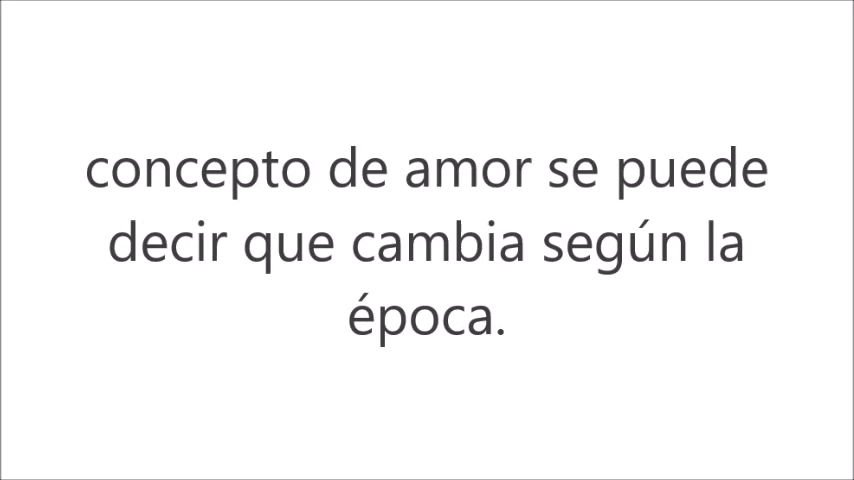 concepto de amor se puede
decir que cambia según la
época.